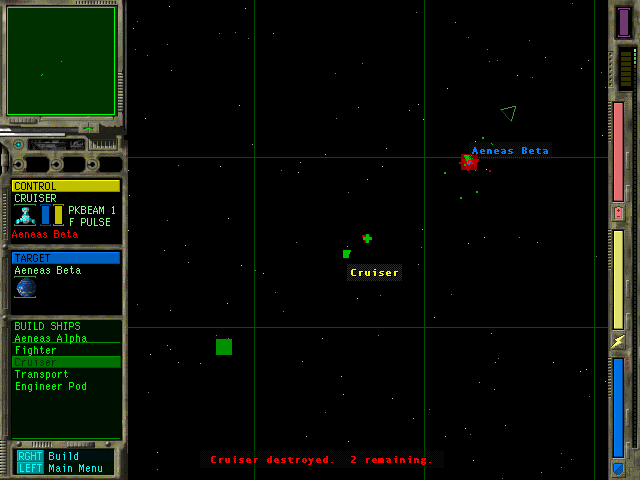 CONTROL
CRUISER
PKBEAM 1
F PULSE
Aeneas Beta
TARGET
Aeneas Beta
BUILD SHIPS
Aeneas Alpha
Fighter
Cruiser
Transport
Engineer Pod
RGHT Build
LEFT Main Menu
Aeneas Beta
Cruiser
Cruiser destroyed. 2 remaining.